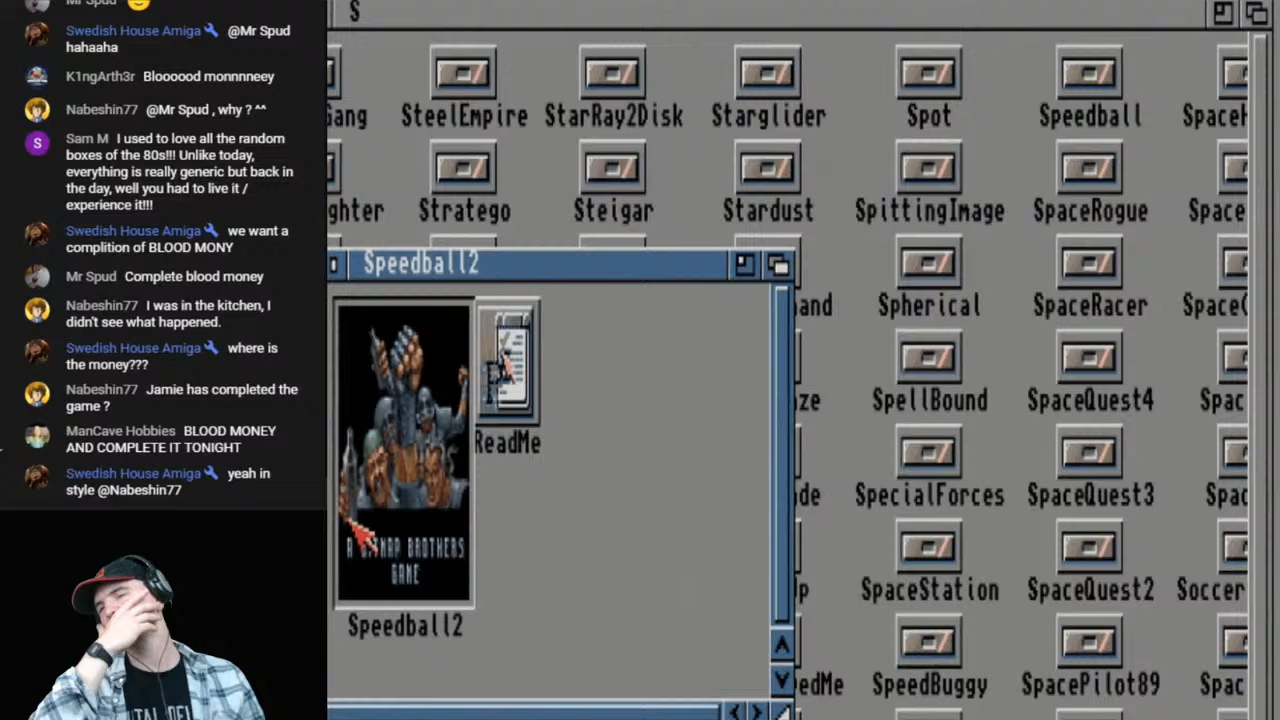 Mr Spud
Swedish House Amiga @Mr Spud
hahaaha
K1ngArth3r Bloooood monnnneey
Nabeshin77 @Mr Spud , why ? ^^
S Sam M I used to love all the random
boxes of the 80s!!! Unlike today,
everything is really generic but back in
the day, well you had to live it /
experience it!!!
Swedish House Amiga we want a
complition of BLOOD MONY
Mr Spud Complete blood money
Nabeshin77 I was in the kitchen, I
didn't see what happened.
Swedish House Amiga where is
the money???
Nabeshin77 Jamie has completed the
game ?
ManCave Hobbies BLOOD MONEY
AND COMPLETE IT TONIGHT
Swedish House Amiga yeah in
style @Nabeshin77
S
Gang SteelEmpire StarRay2Disk Starglider Spot Speedball
ghter Stratego Steigar Stardust SpittingImage SpaceRogue Space
Spherical SpaceRacer
SpellBound SpaceQuest4
SpecialForces SpaceQuest3
SpaceStation SpaceQuest2 Soccer
SpeedBuggy SpacePilot89
Speedball2
A BITMAP BROTHERS
GAME
Speedball2
ReadMe